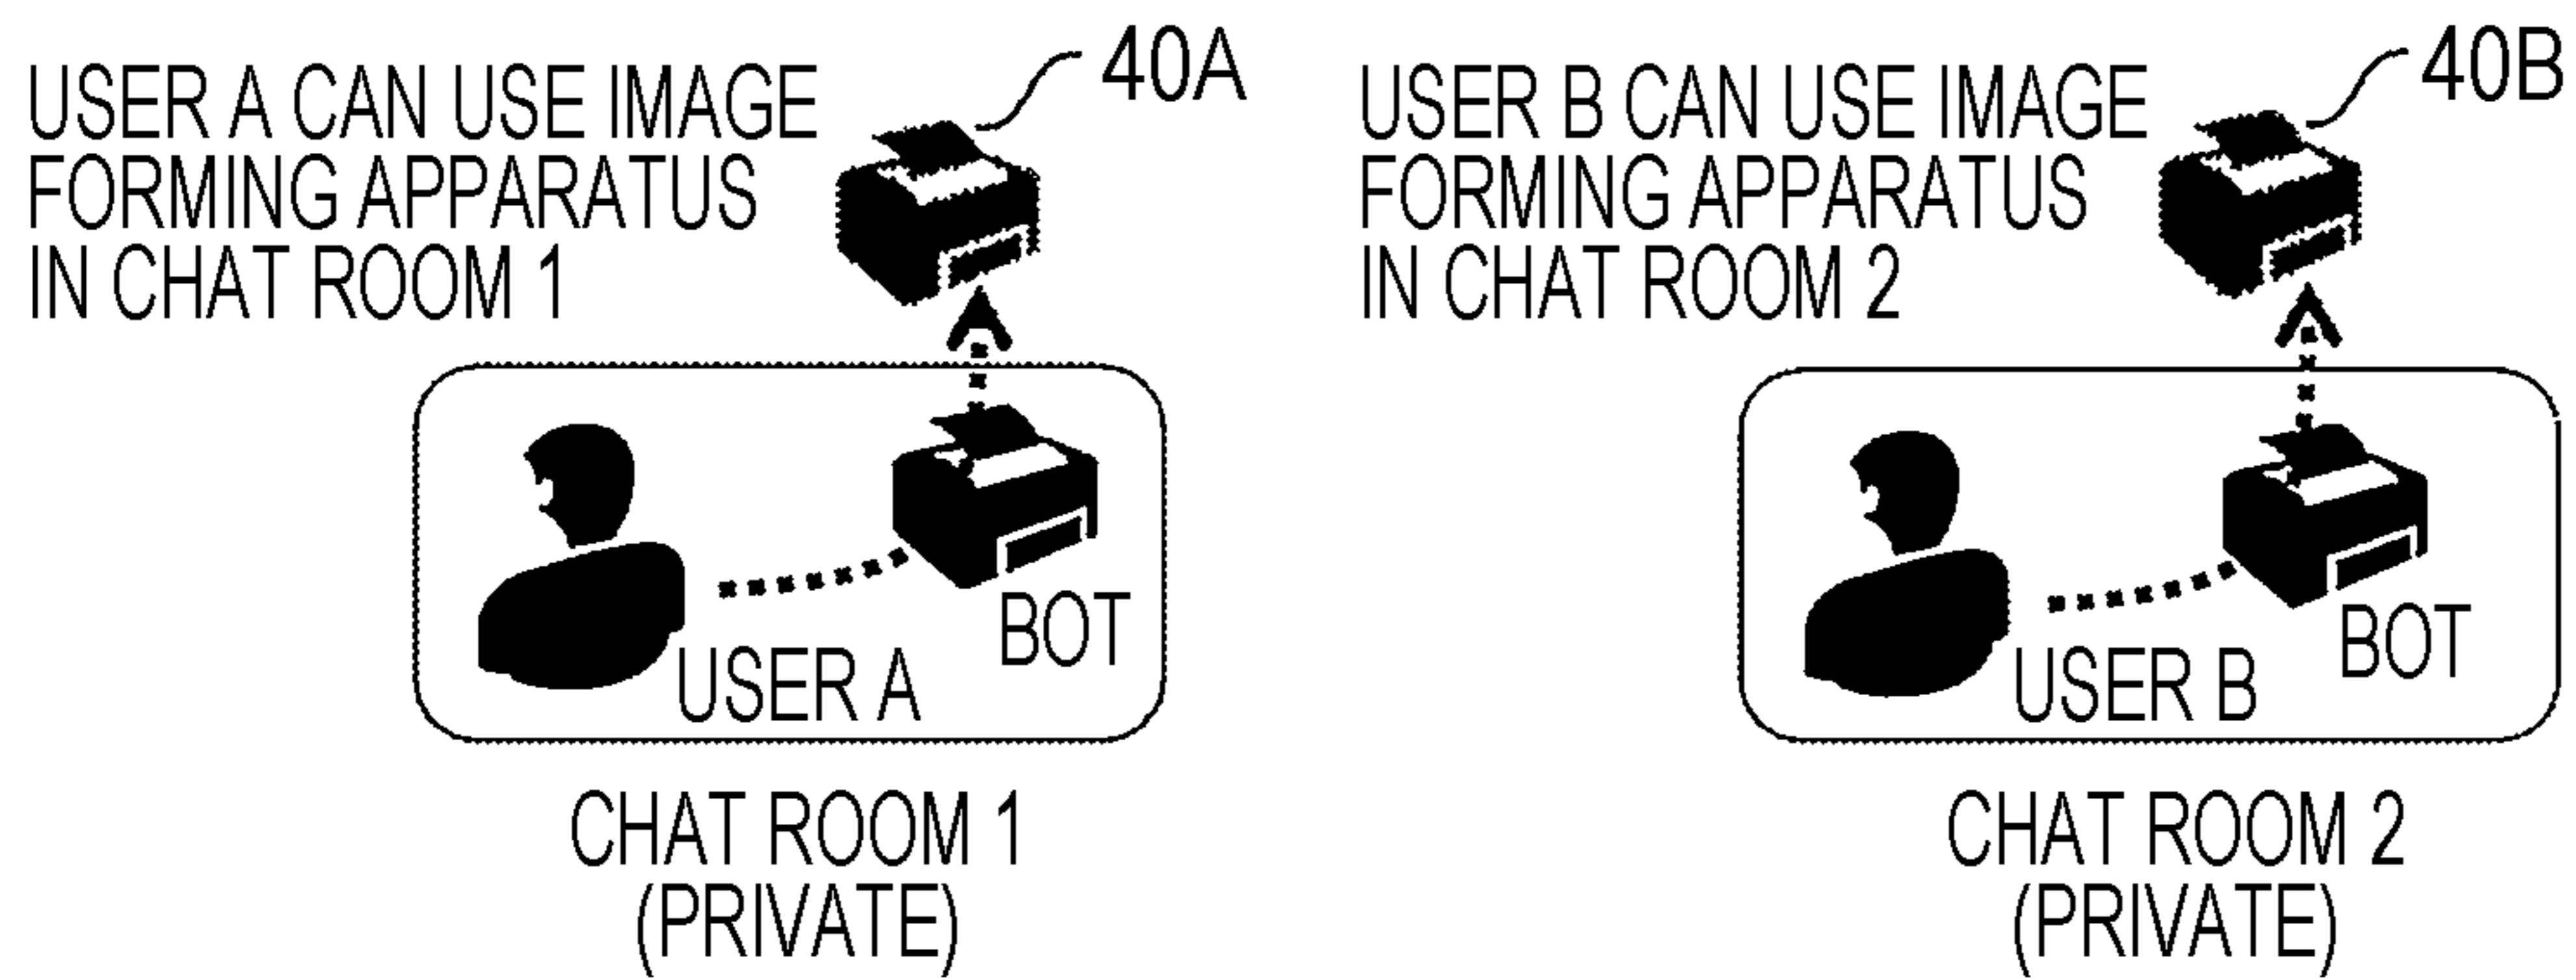 USER A CAN USE IMAGE
FORMING APPARATUS
IN CHAT ROOM 1
40A
BOT
USER A
CHAT ROOM 1
(PRIVATE)
USER B CAN USE IMAGE
FORMING APPARATUS
IN CHAT ROOM 2
40B
BOT
USER B
CHAT ROOM 2
(PRIVATE)